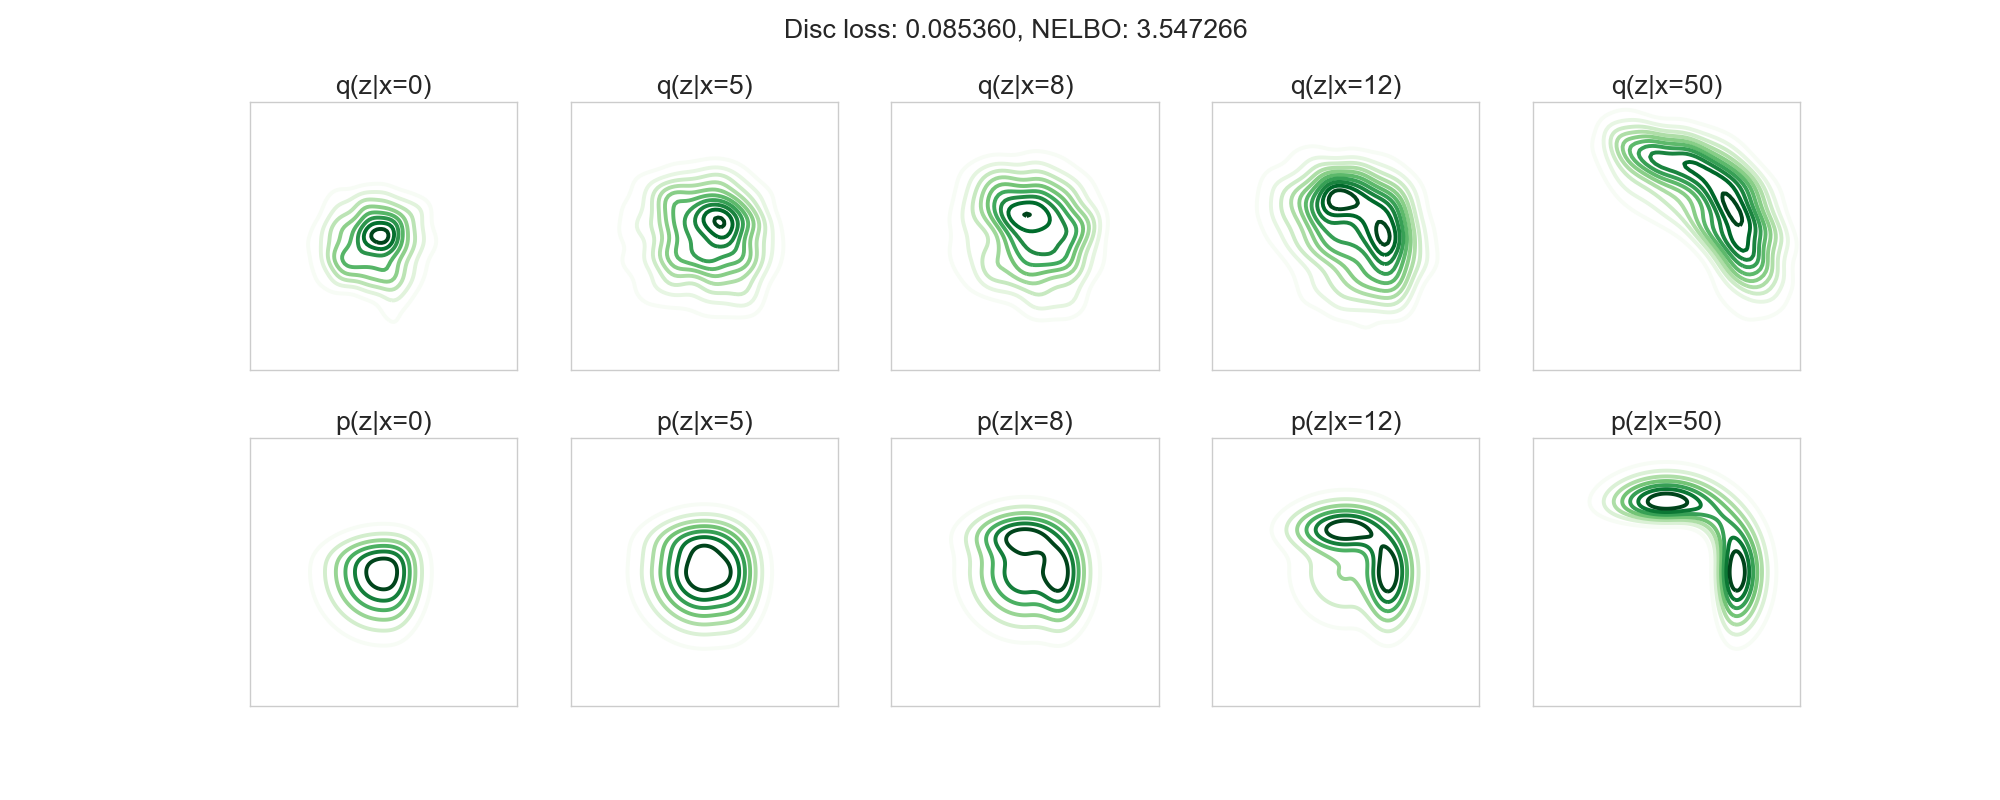 Disc loss: 0.085360, NELBO: 3.547266
q(z|x=0) q(z|x=5) q(z|x=8) q(z|x=12) q(z|x=50)
p(z|x=0) p(z|x=5) p(z|x=8) p(z|x=12) p(z|x=50)